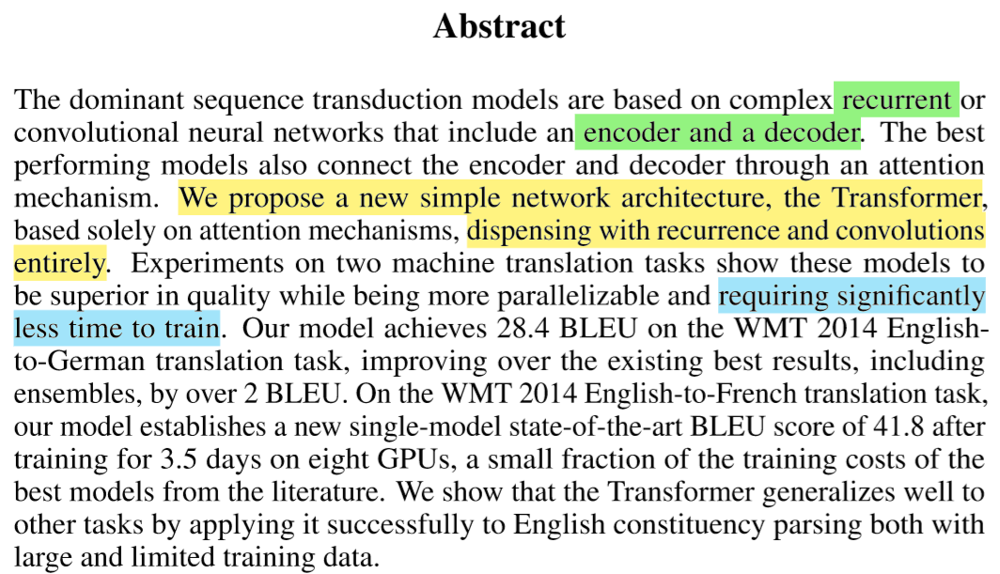 Abstract
The dominant sequence transduction models are based on complex recurrent or
convolutional neural networks that include an encoder and a decoder. The best
performing models also connect the encoder and decoder through an attention
mechanism. We propose a new simple network architecture, the Transformer,
based solely on attention mechanisms, dispensing with recurrence and convolutions
entirely. Experiments on two machine translation tasks show these models to
be superior in quality while being more parallelizable and requiring significantly
less time to train. Our model achieves 28.4 BLEU on the WMT 2014 English-
to-German translation task, improving over the existing best results, including
ensembles, by over 2 BLEU. On the WMT 2014 English-to-French translation task,
our model establishes a new single-model state-of-the-art BLEU score of 41.8 after
training for 3.5 days on eight GPUs, a small fraction of the training costs of the
best models from the literature. We show that the Transformer generalizes well to
other tasks by applying it successfully to English constituency parsing both with
large and limited training data.